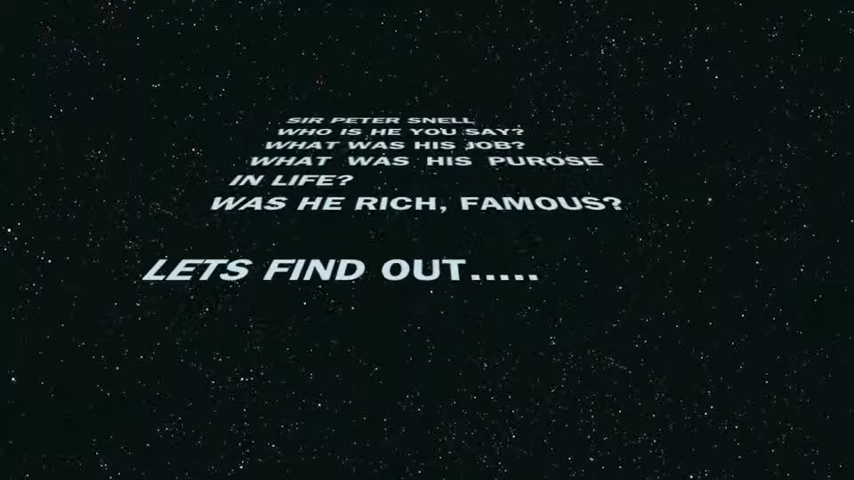 SIR PETER SNELL
WHO IS HE YOU SAY?
WHAT WAS HIS JOB?
WHAT WAS HIS PUROSE
IN LIFE?
WAS HE RICH, FAMOUS?
LETS FIND OUT.....